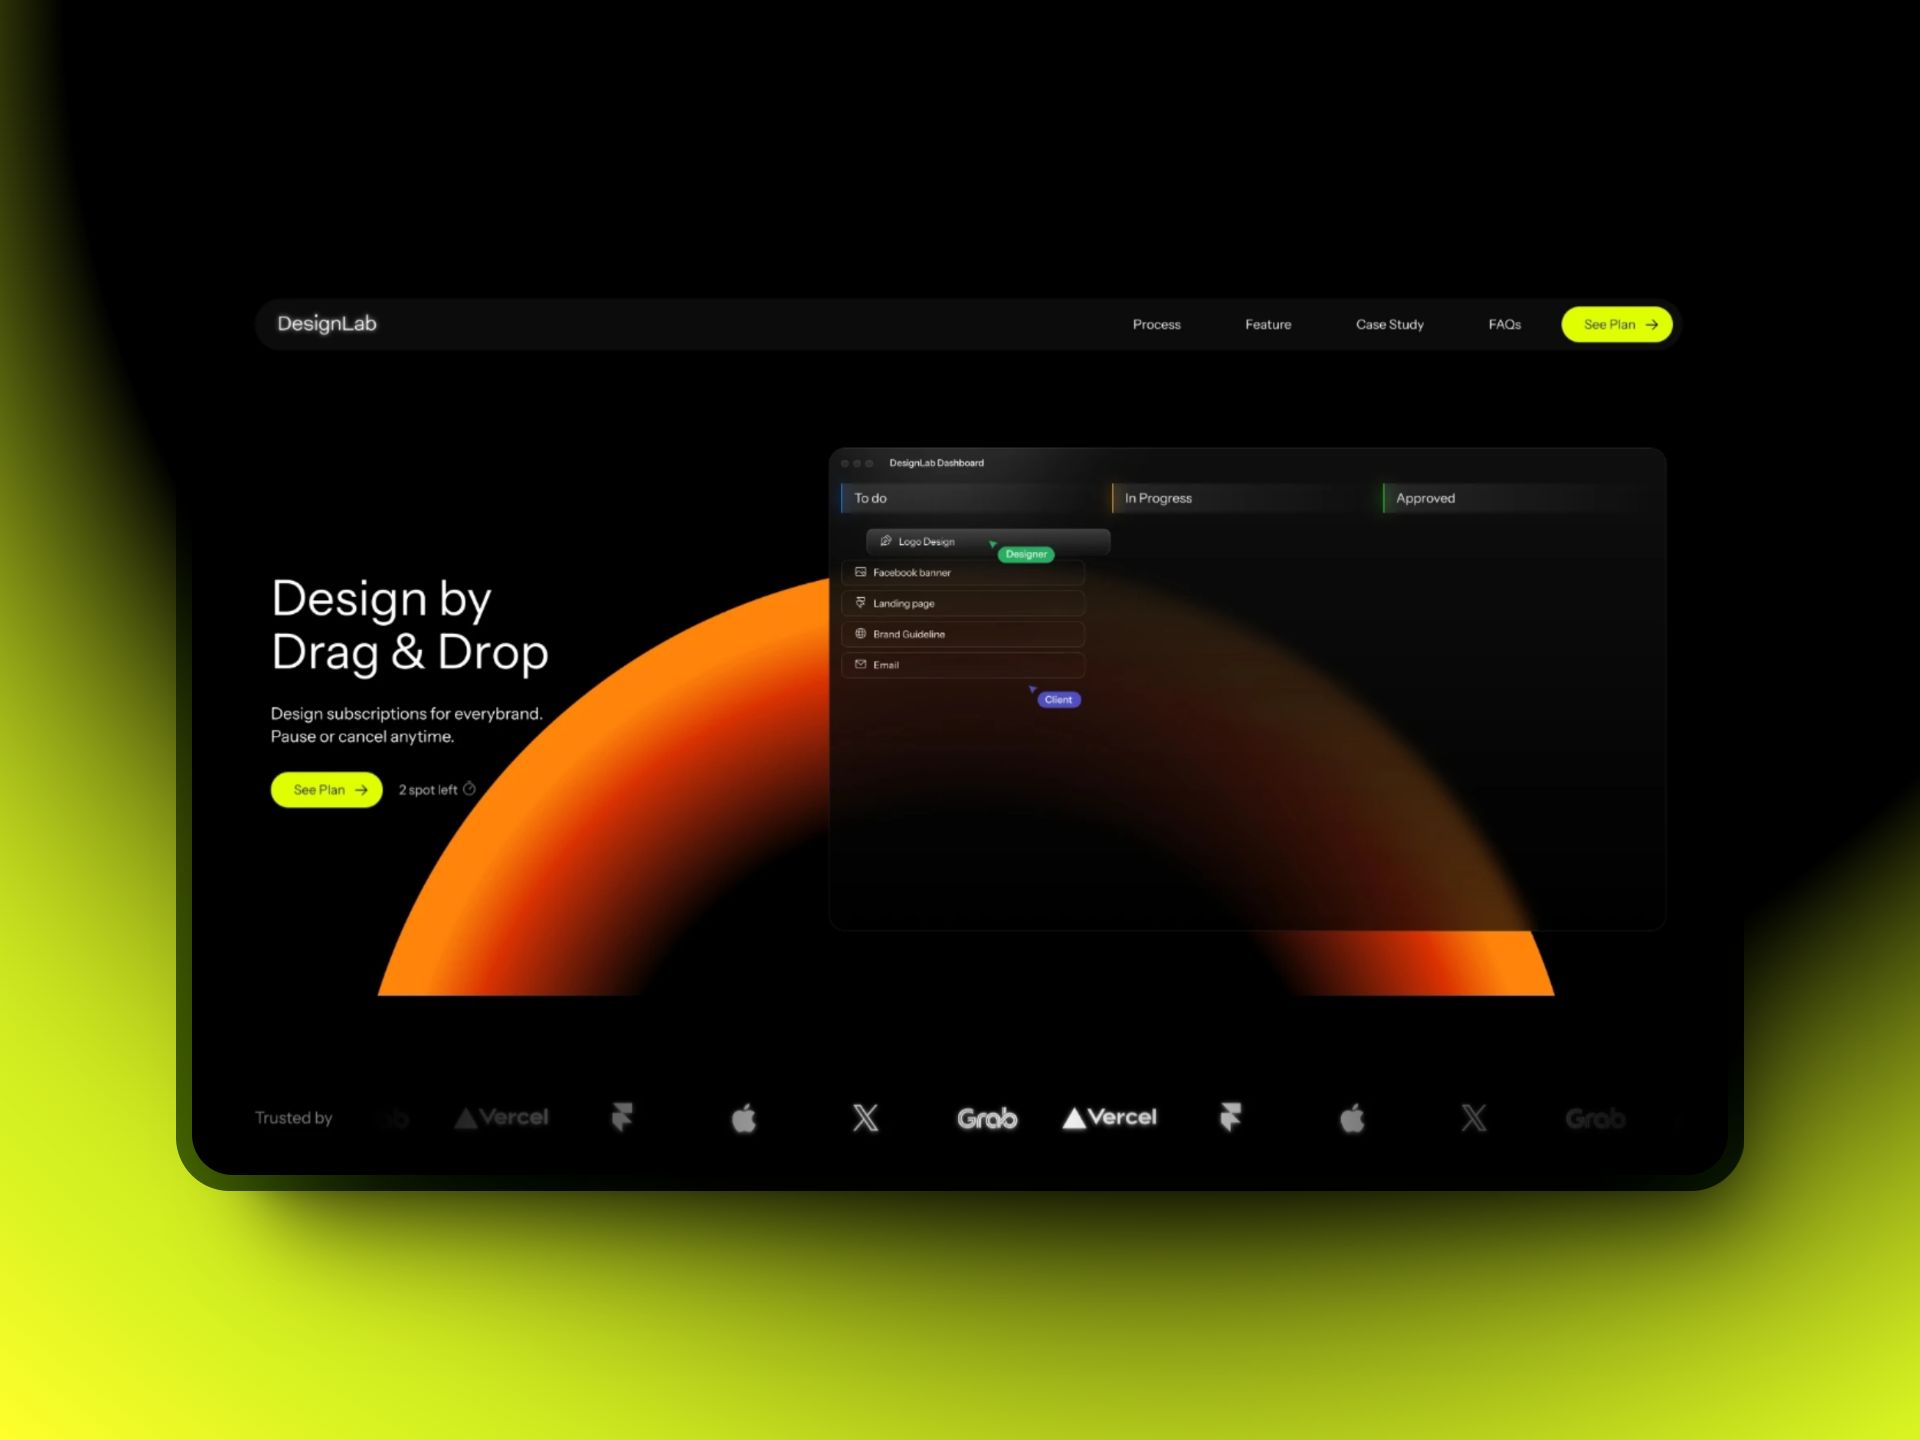 DesignLab
Process
Feature
Case Study
FAQs
See Plan
DesignLab Dashboard
To do
In Progress
Approved
Logo Design
Designer
Facebook banner
Landing page
Brand Guideline
Email
Client
Design by
Drag & Drop
Design subscriptions for everybrand.
Pause or cancel anytime.
See Plan
2 spot left
Trusted by
Vercel
Grab
Vercel
Grab